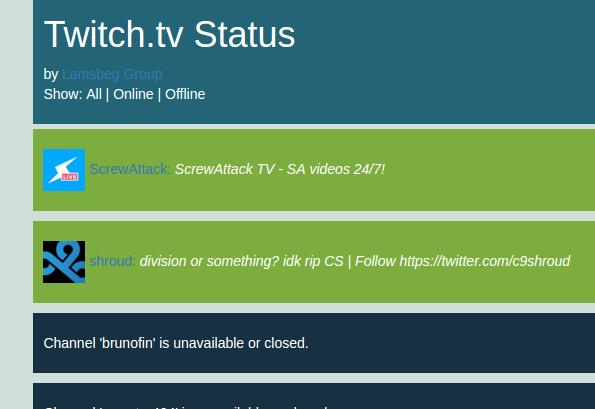 Twitch.tv Status
by Lamsbeg Group
Show: All | Online | Offline
LIVE
ScrewAttack: ScrewAttack TV - SA videos 24/7!
shroud: division or something? idk rip CS | Follow https://twitter.com/c9shroud
Channel 'brunofin' is unavailable or closed.